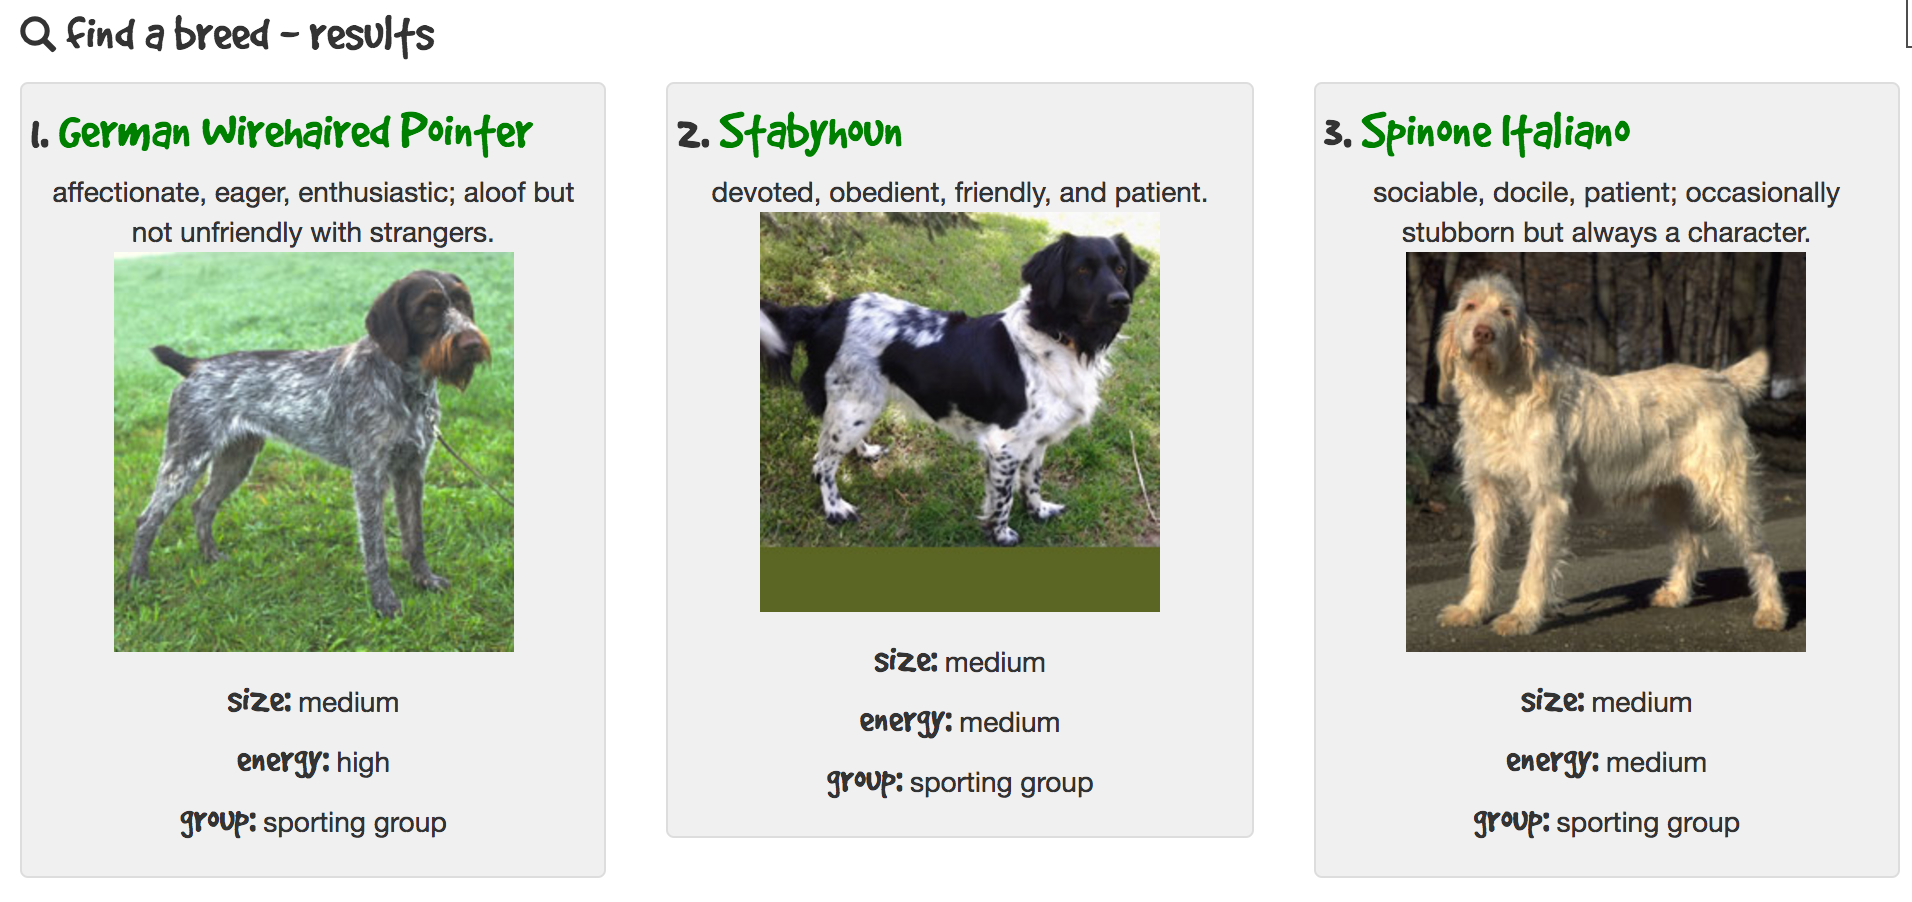 find a breed - results
1. German Wirehaired Pointer
affectionate, eager, enthusiastic; aloof but
not unfriendly with strangers.
size: medium
energy: high
group: sporting group
2. Stabyhoun
devoted, obedient, friendly, and patient.
size: medium
energy: medium
group: sporting group
3. Spinone Italiano
sociable, docile, patient; occasionally
stubborn but always a character.
size: medium
energy: medium
group: sporting group